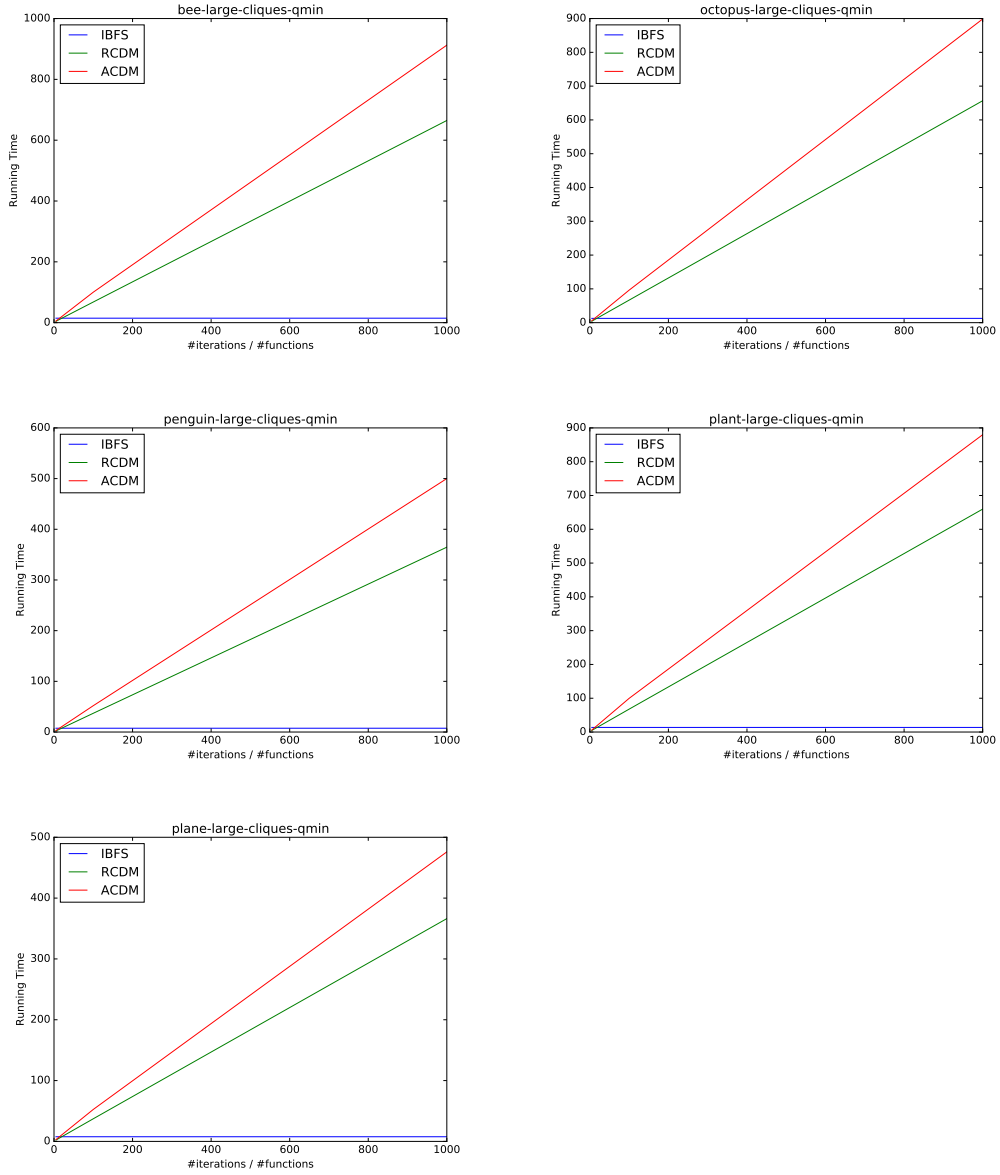 bee-large-cliques-qmin
1000
800
600
400
200
0
Running Time
IBFS
RCDM
ACDM
0 200 400 600 800 1000
#iterations / #functions
octopus-large-cliques-qmin
900
800
700
600
500
400
300
200
100
0
Running Time
IBFS
RCDM
ACDM
0 200 400 600 800 1000
#iterations / #functions
penguin-large-cliques-qmin
600
500
400
300
200
100
0
Running Time
IBFS
RCDM
ACDM
0 200 400 600 800 1000
#iterations / #functions
plant-large-cliques-qmin
900
800
700
600
500
400
300
200
100
0
Running Time
IBFS
RCDM
ACDM
0 200 400 600 800 1000
#iterations / #functions
plane-large-cliques-qmin
500
400
300
200
100
0
Running Time
IBFS
RCDM
ACDM
0 200 400 600 800 1000
#iterations / #functions